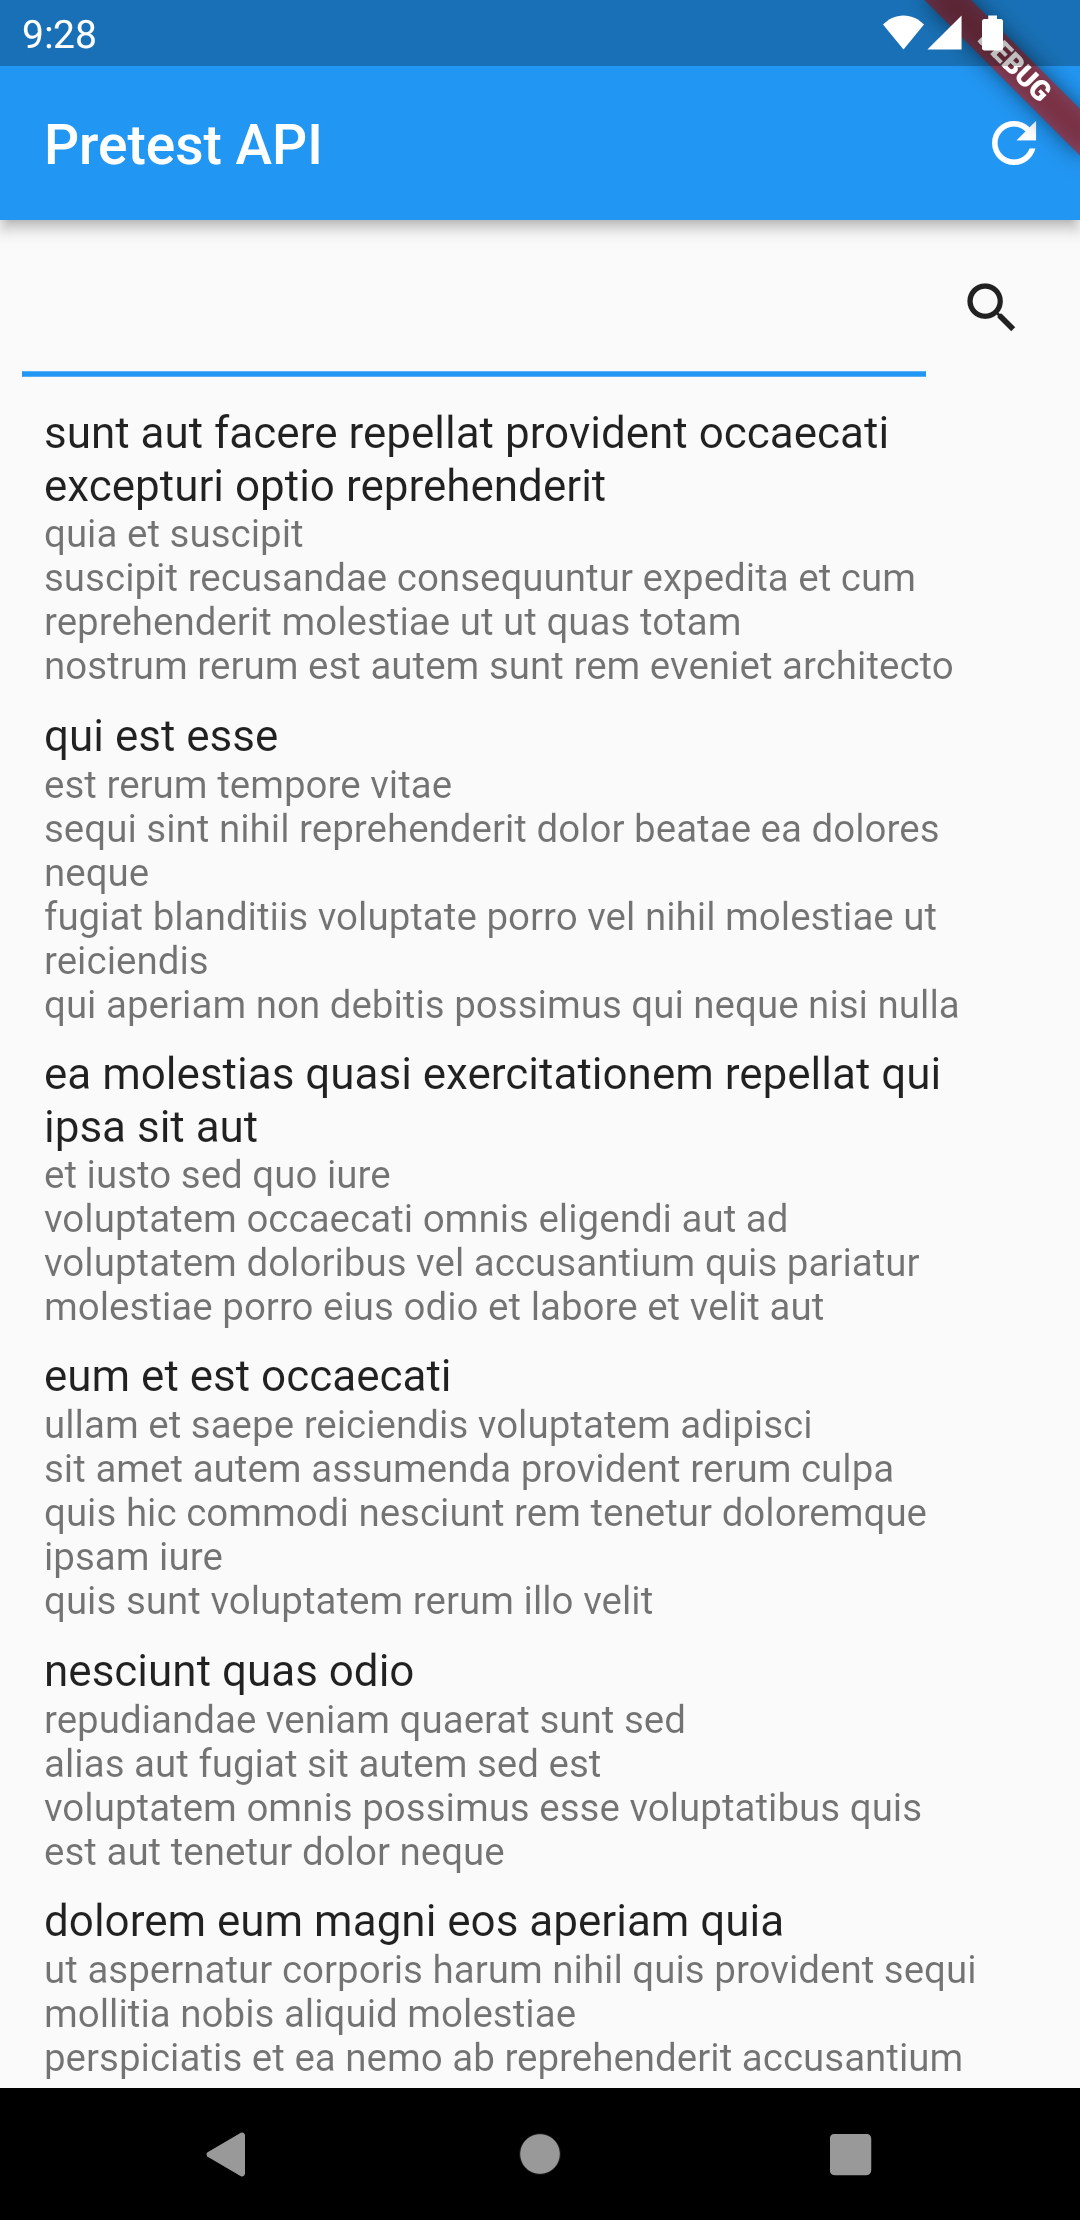 9:28
DEBUG
Pretest API
sunt aut facere repellat provident occaecati
excepturi optio reprehenderit
quia et suscipit
suscipit recusandae consequuntur expedita et cum
reprehenderit molestiae ut ut quas totam
nostrum rerum est autem sunt rem eveniet architecto
qui est esse
est rerum tempore vitae
sequi sint nihil reprehenderit dolor beatae ea dolores
neque
fugiat blanditiis voluptate porro vel nihil molestiae ut
reiciendis
qui aperiam non debitis possimus qui neque nisi nulla
ea molestias quasi exercitationem repellat qui
ipsa sit aut
et iusto sed quo iure
voluptatem occaecati omnis eligendi aut ad
voluptatem doloribus vel accusantium quis pariatur
molestiae porro eius odio et labore et velit aut
eum et est occaecati
ullam et saepe reiciendis voluptatem adipisci
sit amet autem assumenda provident rerum culpa
quis hic commodi nesciunt rem tenetur doloremque
ipsam iure
quis sunt voluptatem rerum illo velit
nesciunt quas odio
repudiandae veniam quaerat sunt sed
alias aut fugiat sit autem sed est
voluptatem omnis possimus esse voluptatibus quis
est aut tenetur dolor neque
dolorem eum magni eos aperiam quia
ut aspernatur corporis harum nihil quis provident sequi
mollitia nobis aliquid molestiae
perspiciatis et ea nemo ab reprehenderit accusantium